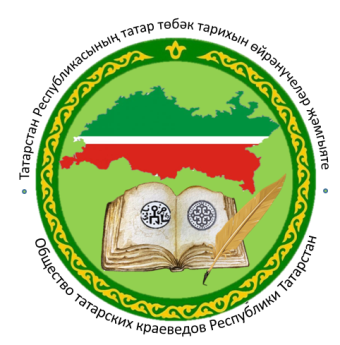 Татарстан Республикасының татар төбәк тарихын өйрәнүчеләр җәмгыяте
Общество татарских краеведов Республики Татарстан